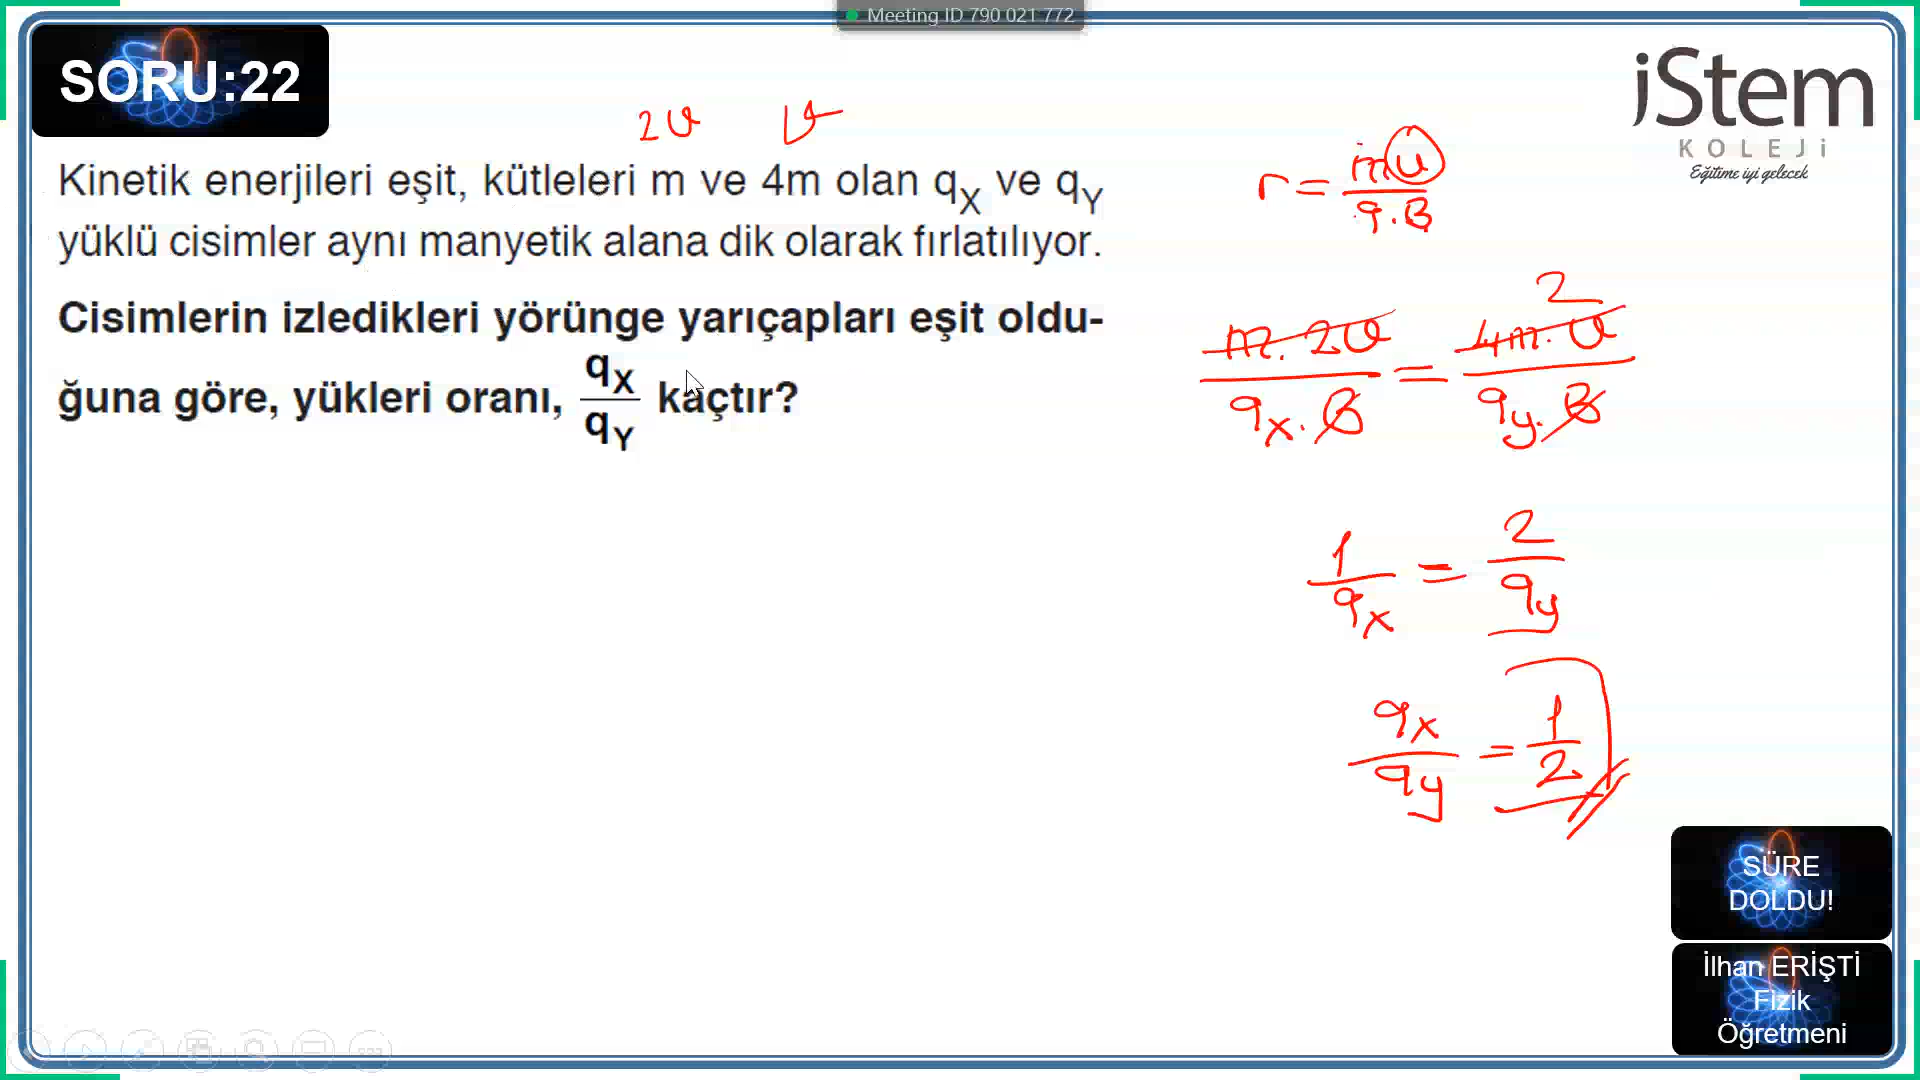 Meeting ID 790 021 772
SORU:22
iStem
KOLEJİ
Eğitime iyi gelecek
2υ υ
Kinetik enerjileri eşit, kütleleri m ve 4m olan qX ve qY
yüklü cisimler aynı manyetik alana dik olarak fırlatılıyor.
Cisimlerin izledikleri yörünge yarıçapları eşit oldu-
ğuna göre, yükleri oranı, qX/qY kaçtır?
r = mυ/q.B
2
m.2υ/qx.B = 4m.υ/qy.B
1/qx = 2/qy
qx/qy = 1/2
SÜRE
DOLDU!
İlhan ERİŞTİ
Fizik
Öğretmeni